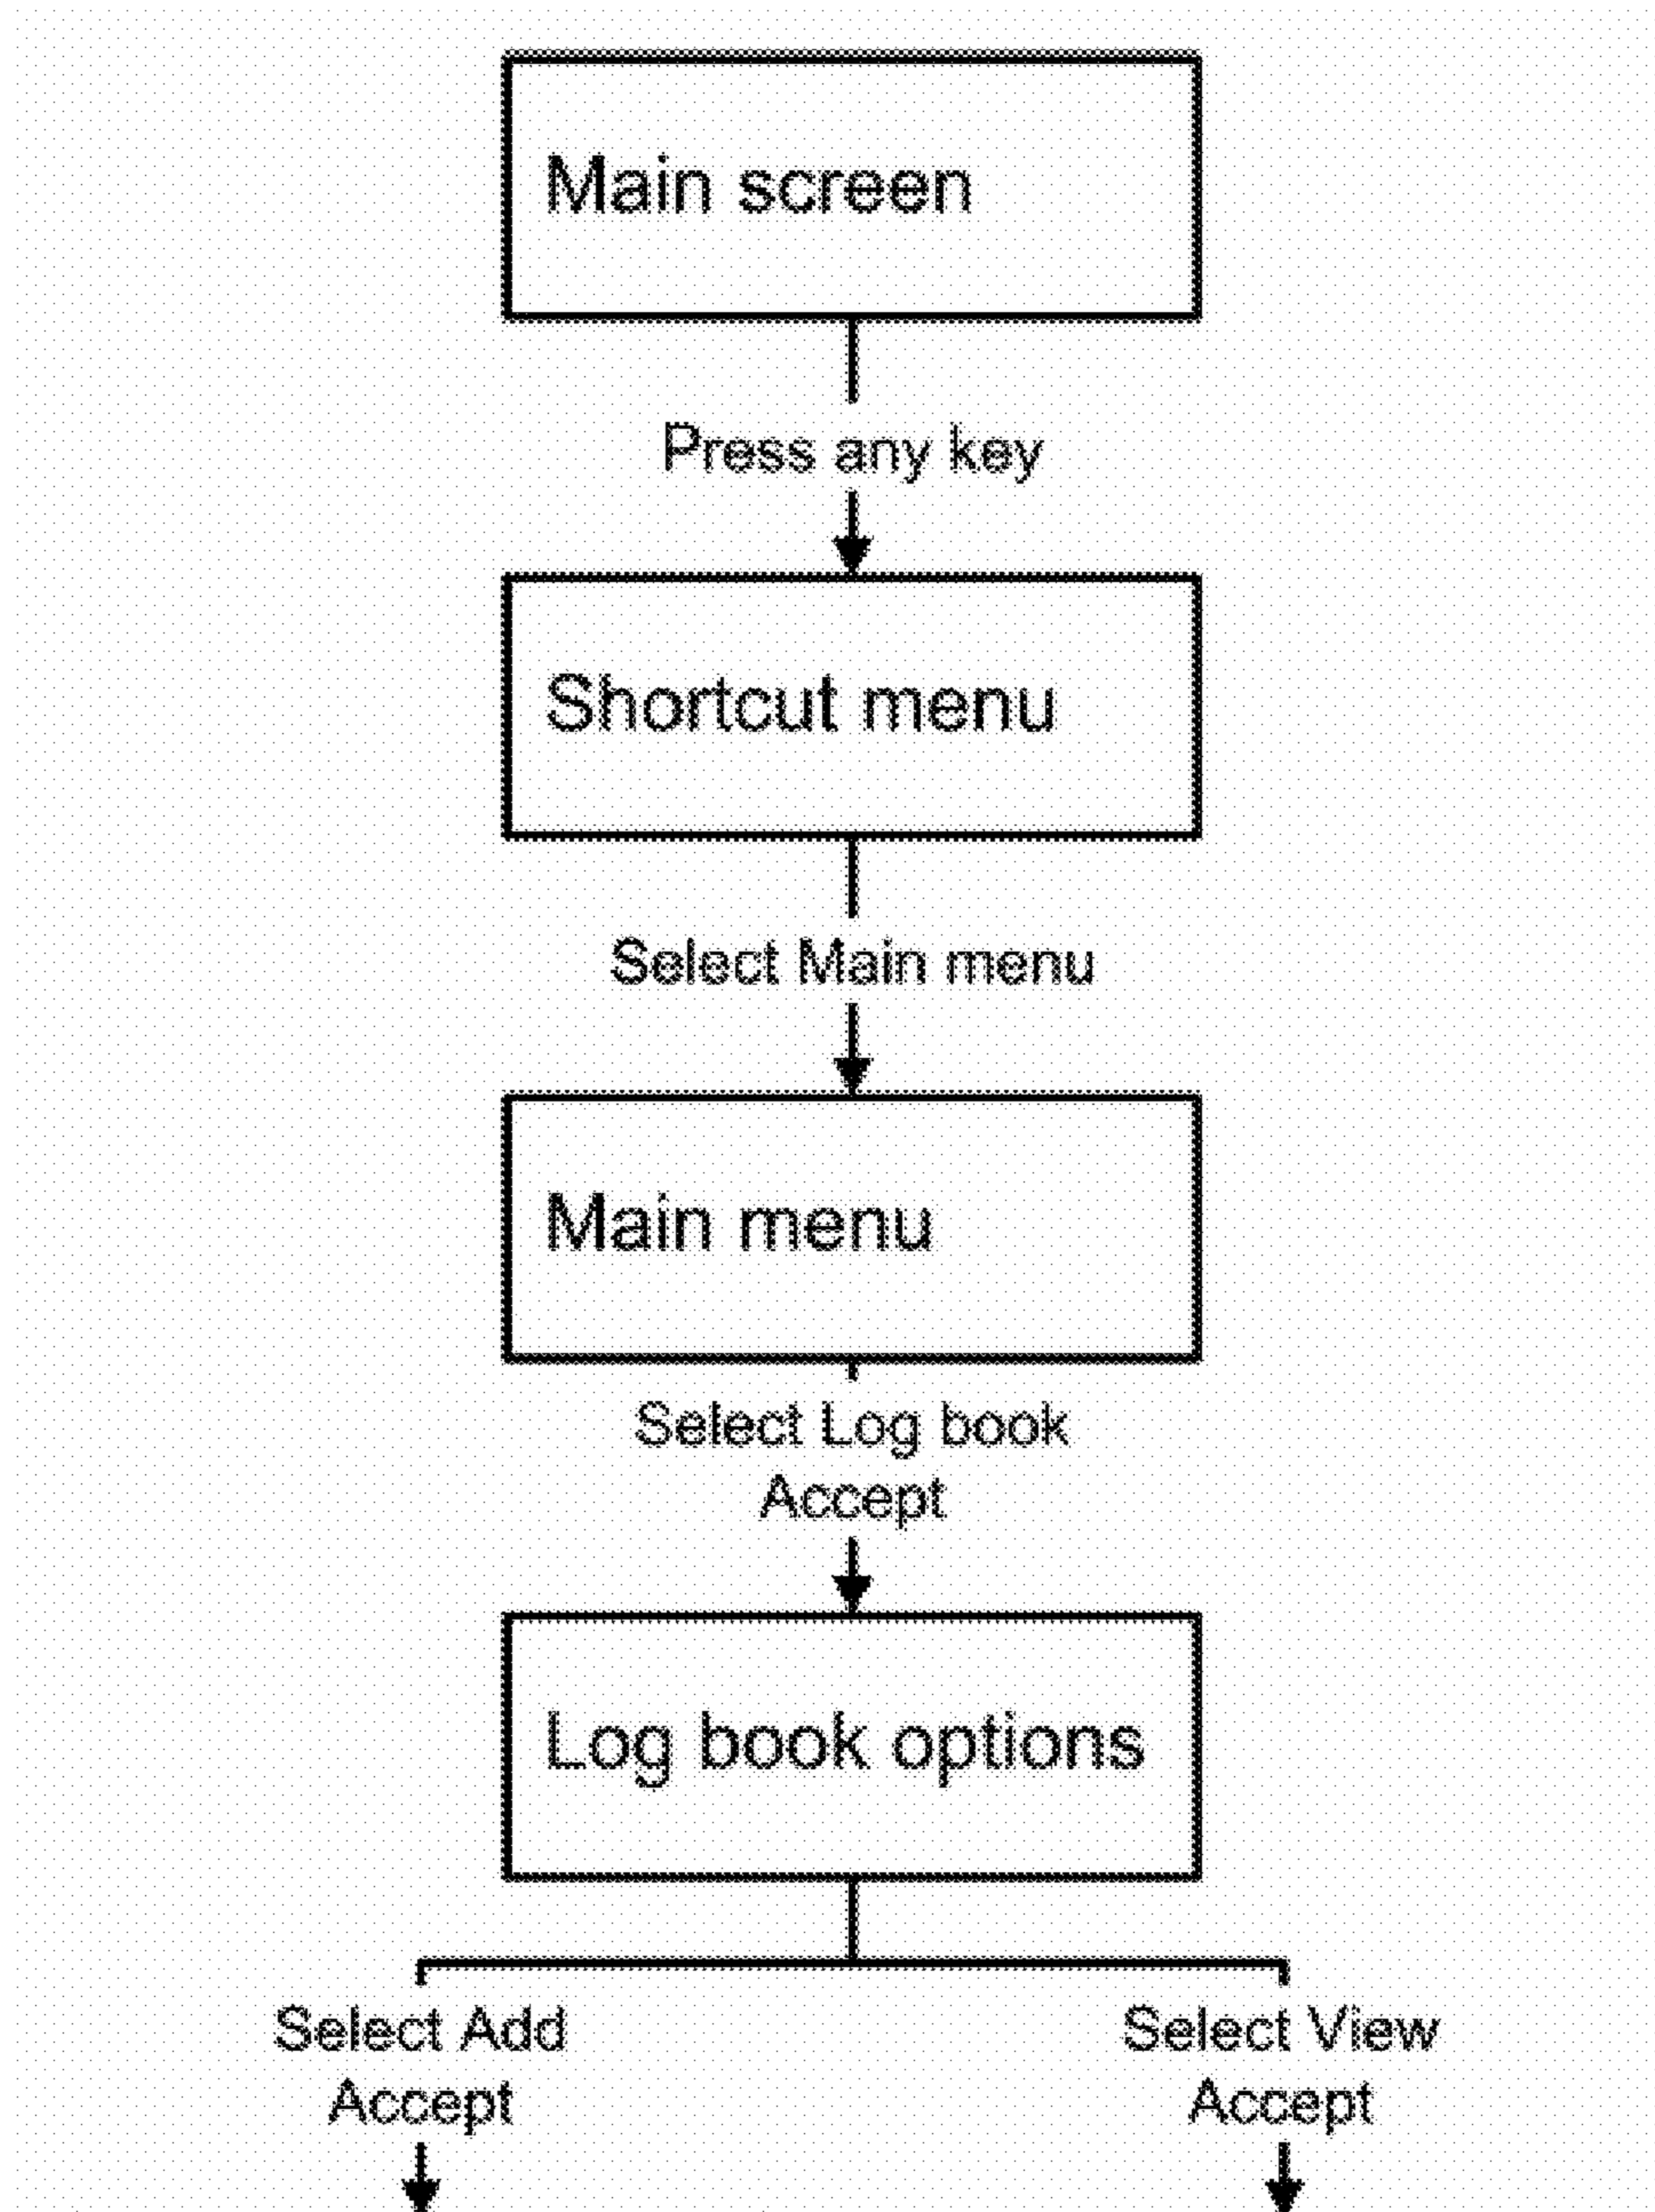 Main screen
Press any key
Shortcut menu
Select Main menu
Main menu
Select Log book
Accept
Log book options
Select Add
Accept
Select View
Accept